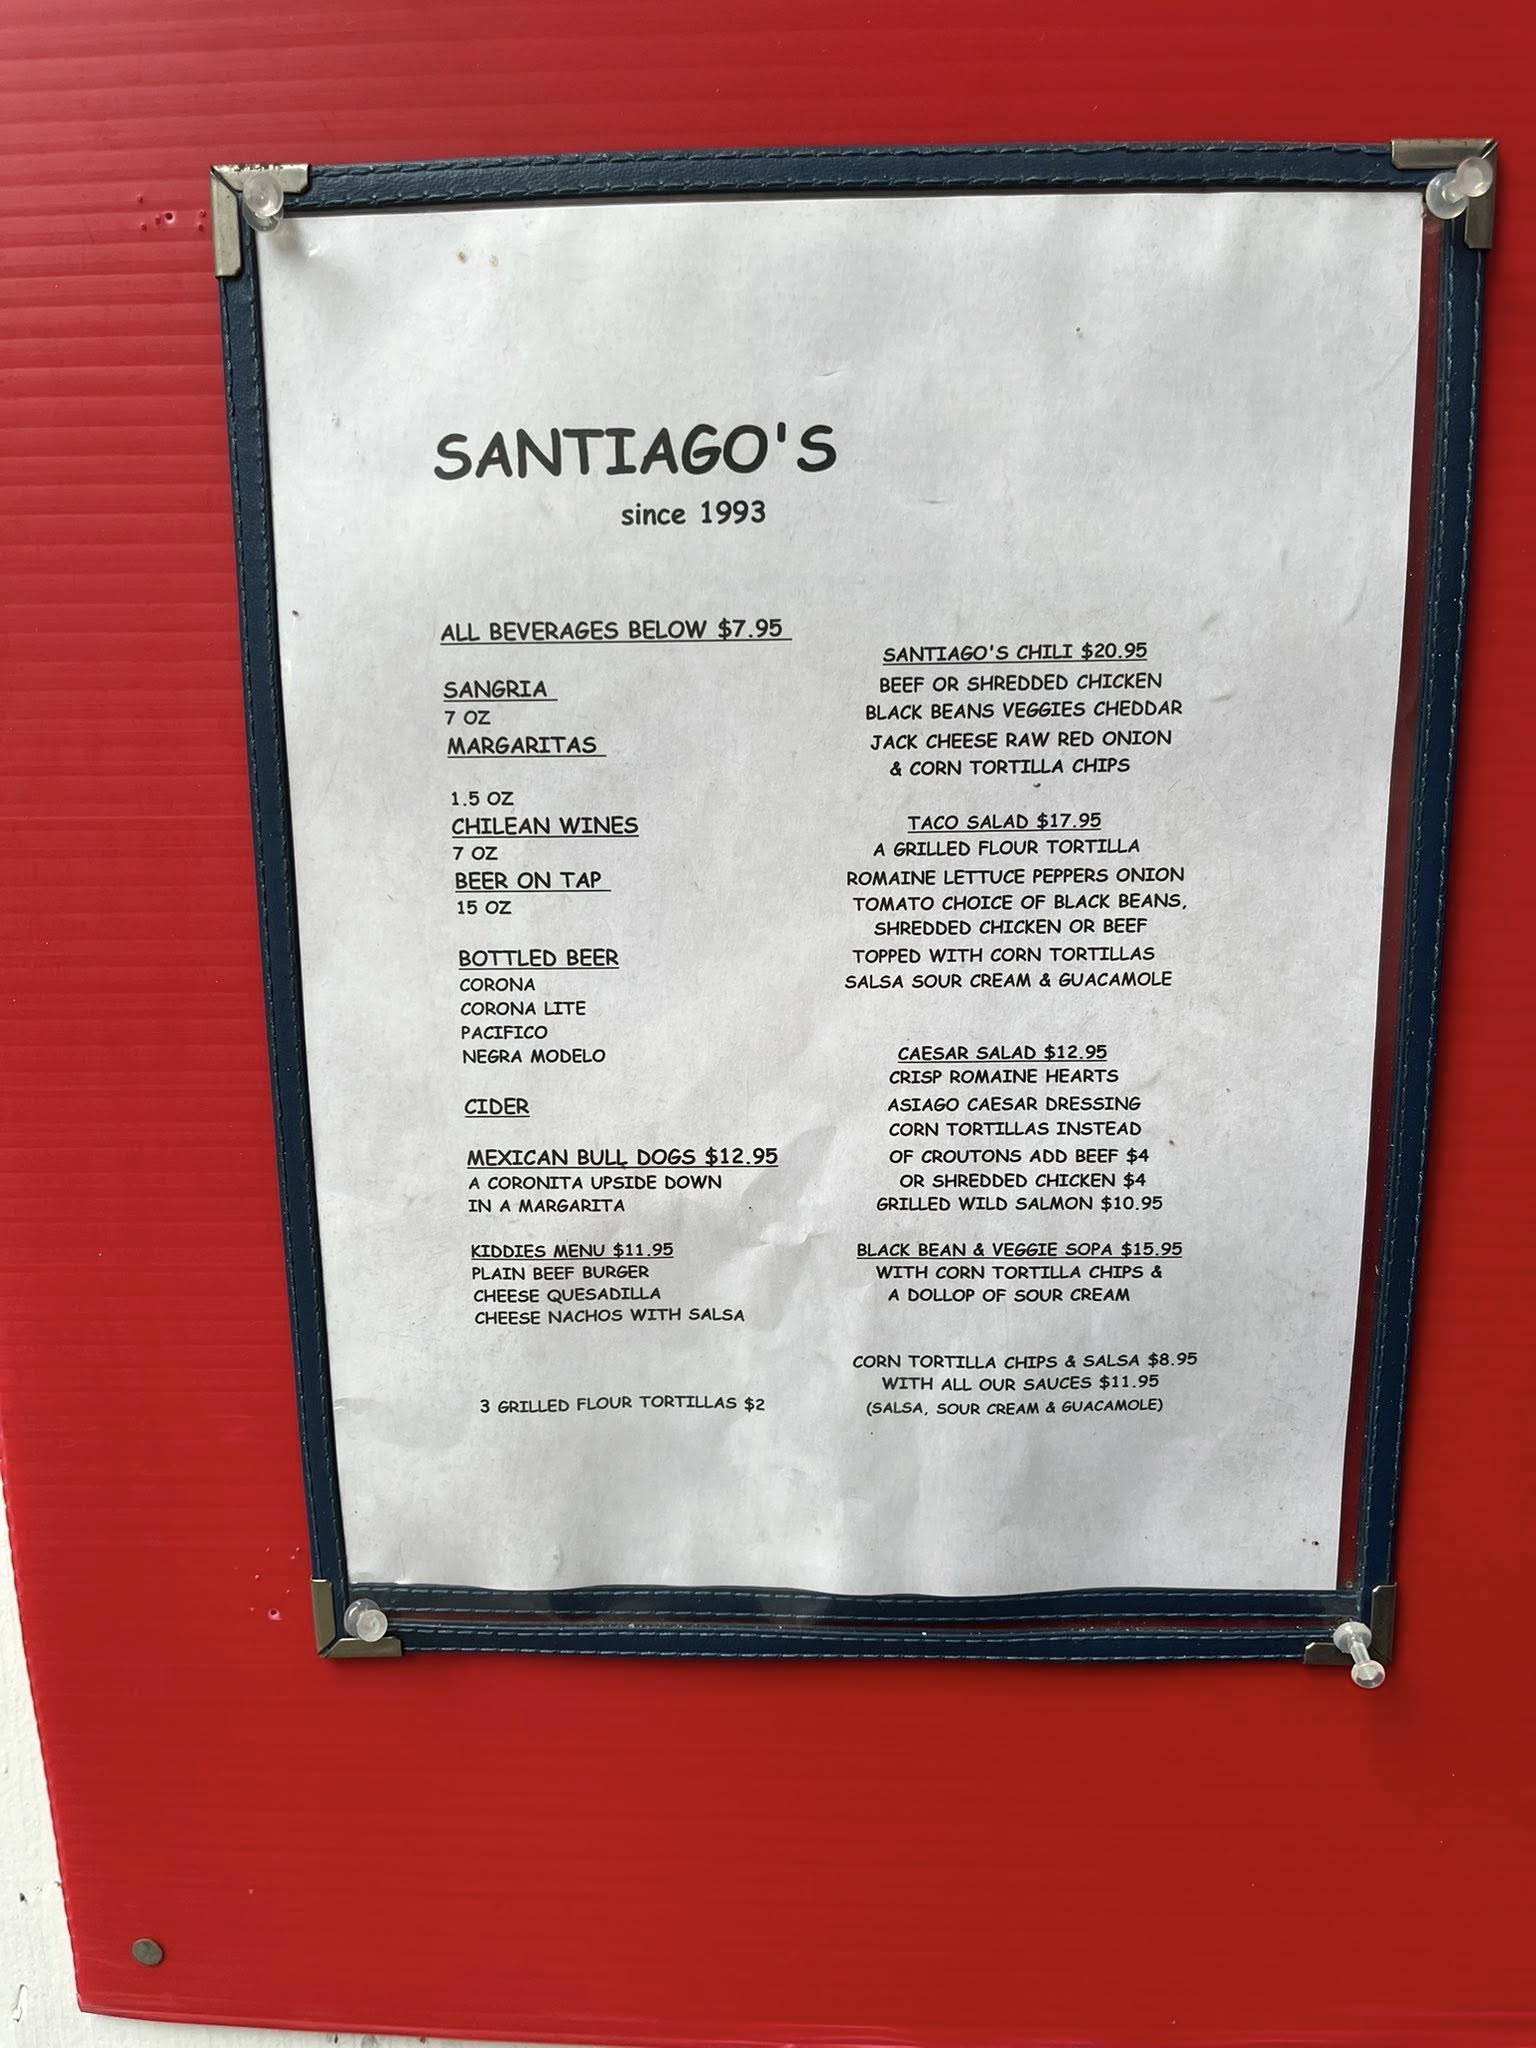 SANTIAGO'S
since 1993
ALL BEVERAGES BELOW $7.95
SANGRIA
7 OZ
MARGARITAS
1.5 OZ
CHILEAN WINES
7 OZ
BEER ON TAP
15 OZ
BOTTLED BEER
CORONA
CORONA LITE
PACIFICO
NEGRA MODELO
CIDER
MEXICAN BULL DOGS $12.95
A CORONITA UPSIDE DOWN
IN A MARGARITA
KIDDIES MENU $11.95
PLAIN BEEF BURGER
CHEESE QUESADILLA
CHEESE NACHOS WITH SALSA
3 GRILLED FLOUR TORTILLAS $2
SANTIAGO'S CHILI $20.95
BEEF OR SHREDDED CHICKEN
BLACK BEANS VEGGIES CHEDDAR
JACK CHEESE RAW RED ONION
& CORN TORTILLA CHIPS
TACO SALAD $17.95
A GRILLED FLOUR TORTILLA
ROMAINE LETTUCE PEPPERS ONION
TOMATO CHOICE OF BLACK BEANS,
SHREDDED CHICKEN OR BEEF
TOPPED WITH CORN TORTILLAS
SALSA SOUR CREAM & GUACAMOLE
CAESAR SALAD $12.95
CRISP ROMAINE HEARTS
ASIAGO CAESAR DRESSING
CORN TORTILLAS INSTEAD
OF CROUTONS ADD BEEF $4
OR SHREDDED CHICKEN $4
GRILLED WILD SALMON $10.95
BLACK BEAN & VEGGIE SOPA $15.95
WITH CORN TORTILLA CHIPS &
A DOLLOP OF SOUR CREAM
CORN TORTILLA CHIPS & SALSA $8.95
WITH ALL OUR SAUCES $11.95
(SALSA, SOUR CREAM & GUACAMOLE)